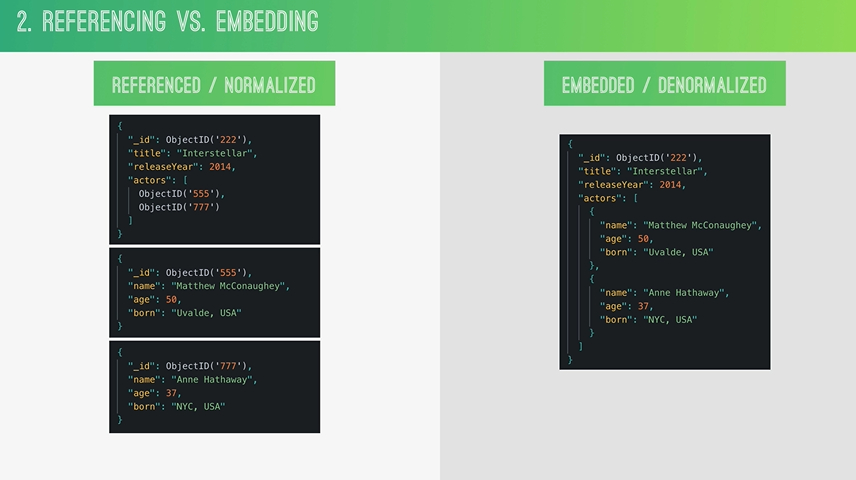 2. REFERENCING VS. EMBEDDING
REFERENCED / NORMALIZED
{
"_id": ObjectID('222'),
"title": "Interstellar",
"releaseYear": 2014,
"actors": [
ObjectID('555'),
ObjectID('777')
]
}
{
"_id": ObjectID('555'),
"name": "Matthew McConaughey",
"age": 50,
"born": "Uvalde, USA"
}
{
"_id": ObjectID('777'),
"name": "Anne Hathaway",
"age": 37,
"born": "NYC, USA"
}
EMBEDDED / DENORMALIZED
{
"_id": ObjectID('222'),
"title": "Interstellar",
"releaseYear": 2014,
"actors": [
{
"name": "Matthew McConaughey",
"age": 50,
"born": "Uvalde, USA"
},
{
"name": "Anne Hathaway",
"age": 37,
"born": "NYC, USA"
}
]
}